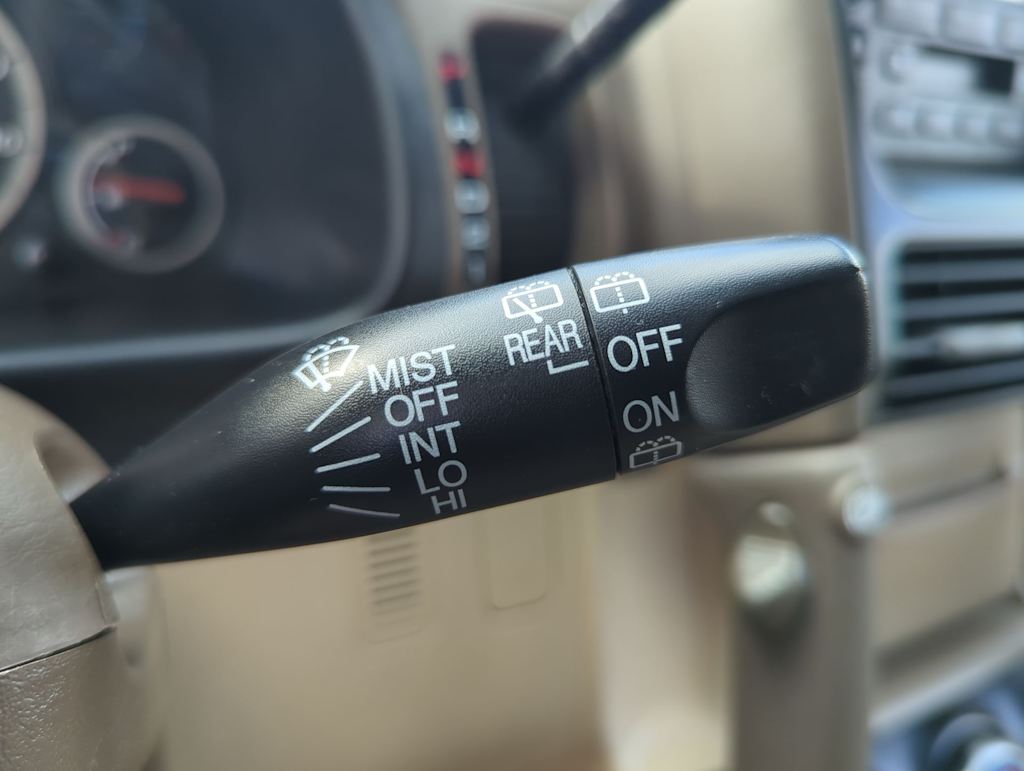 MIST
OFF
INT
LO
HI
REAR
OFF
ON